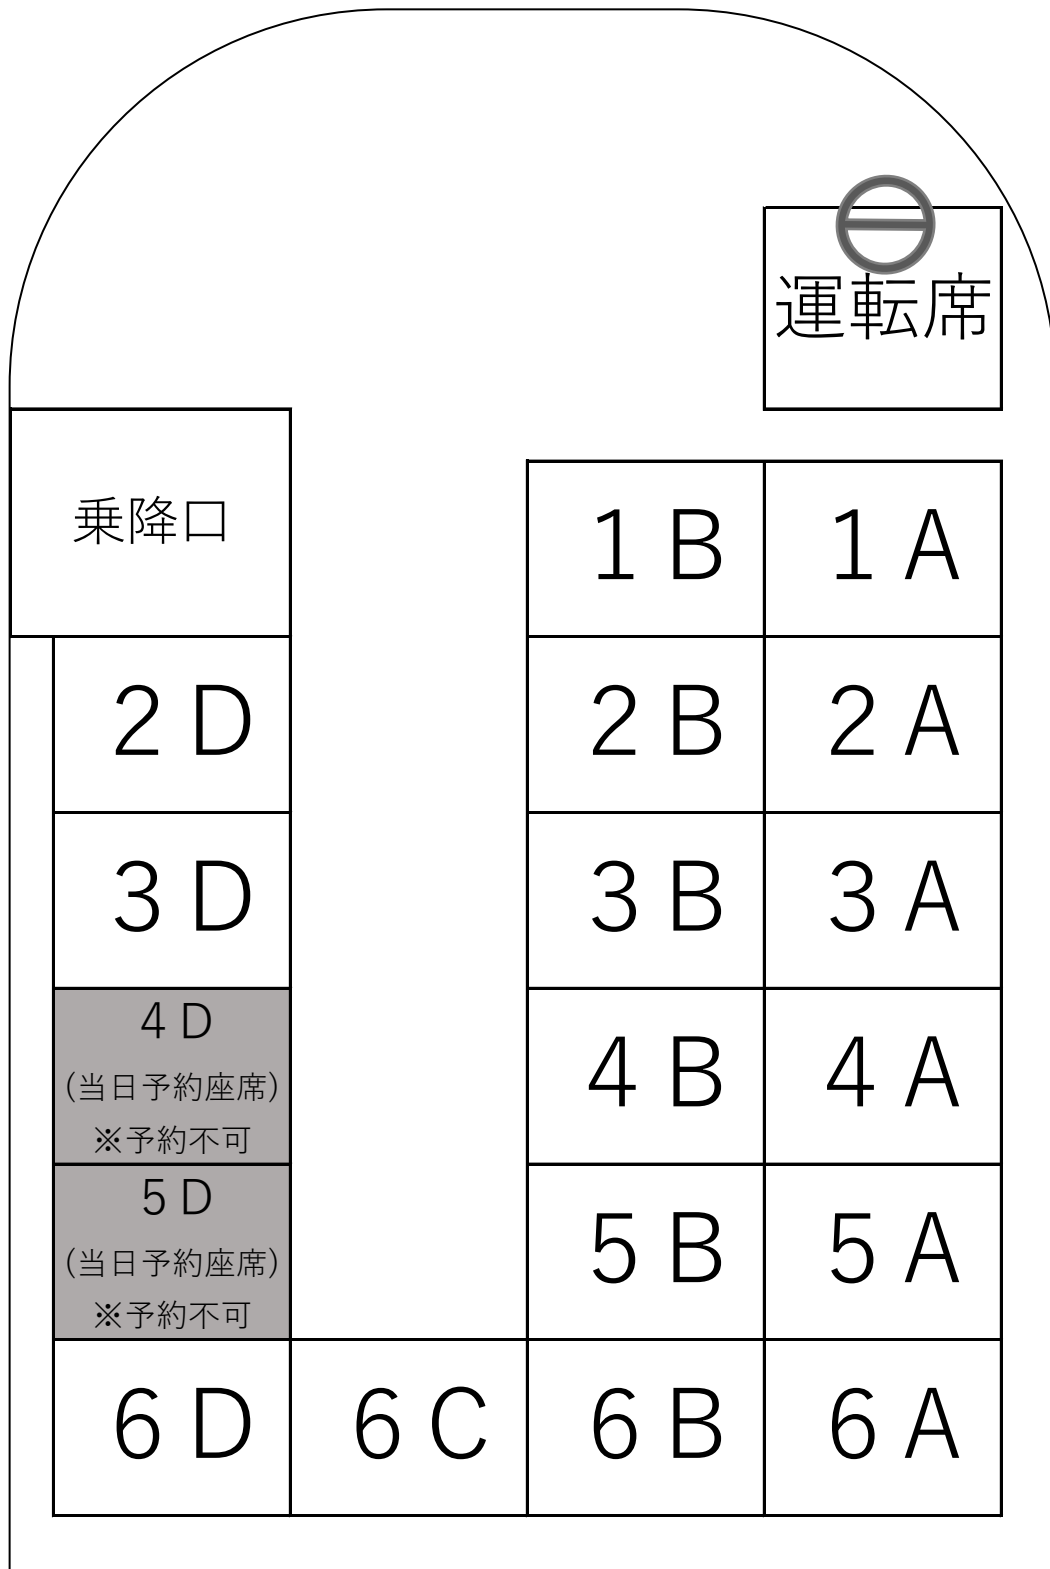 運転席
乗降口
１Ｂ
１Ａ
２Ｄ
２Ｂ
２Ａ
３Ｄ
３Ｂ
３Ａ
４Ｄ
（当日予約座席）
※予約不可
４Ｂ
４Ａ
５Ｄ
（当日予約座席）
※予約不可
５Ｂ
５Ａ
６Ｄ
６Ｃ
６Ｂ
６Ａ